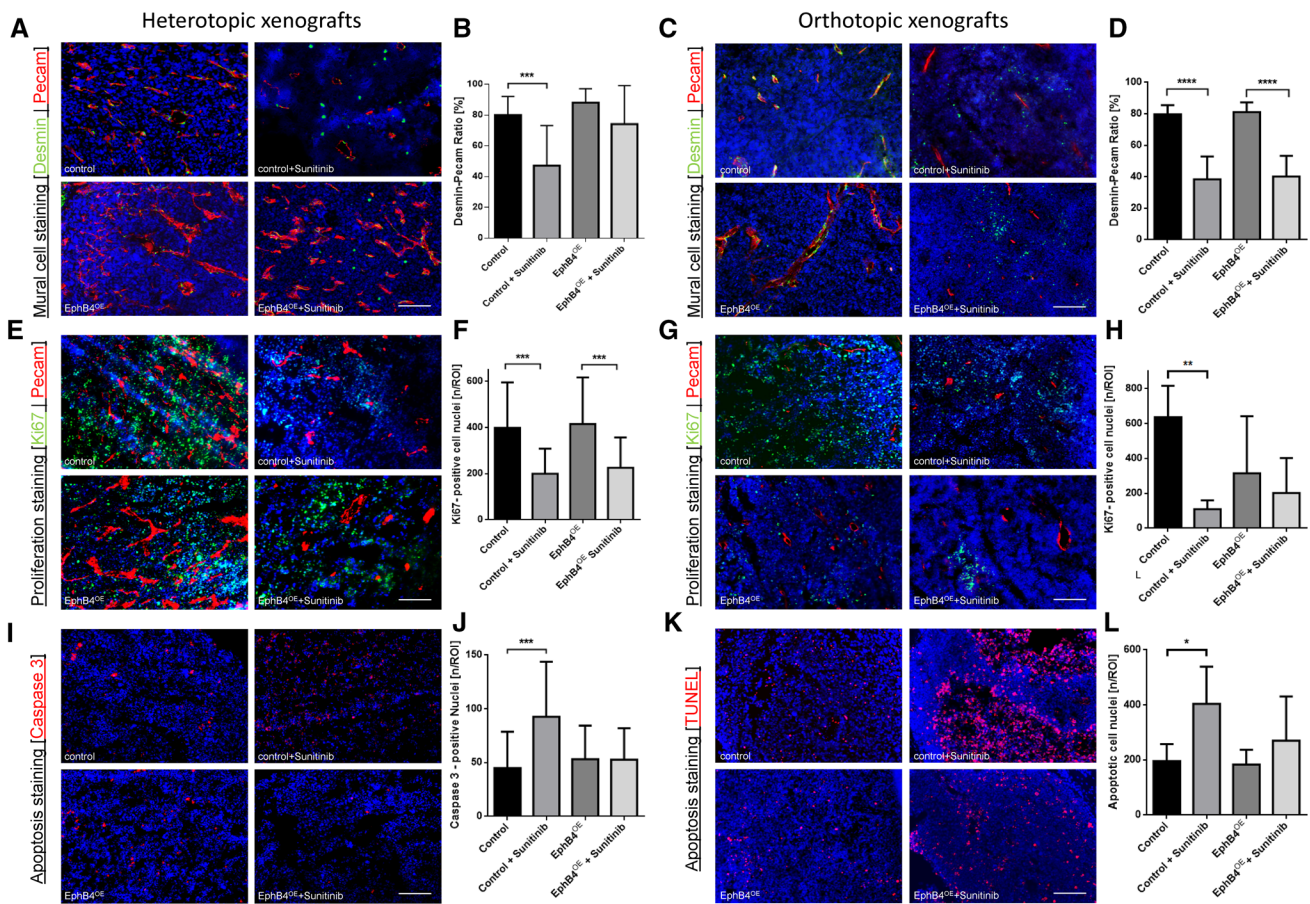 Heterotopic xenografts
Orthotopic xenografts
A
Mural cell staining [Desmin | Pecam]
control
control+Sunitinib
EphB4OE
EphB4OE+Sunitinib
B
Desmin-Pecam Ratio [%]
100
80
60
40
20
0
***
Control
Control + Sunitinib
EphB4OE
EphB4OE + Sunitinib
C
Mural cell staining [Desmin | Pecam]
control
control+Sunitinib
EphB4OE
EphB4OE+Sunitinib
D
Desmin-Pecam Ratio [%]
100
80
60
40
20
0
****
****
Control
Control + Sunitinib
EphB4OE
EphB4OE + Sunitinib
E
Proliferation staining [Ki67 | Pecam]
control
control+Sunitinib
EphB4OE
EphB4OE+Sunitinib
F
Ki67- positive cell nuclei [n/ROI]
600
400
200
0
***
***
Control
Control + Sunitinib
EphB4OE
EphB4OE Sunitinib
G
Proliferation staining [Ki67 | Pecam]
control
control+Sunitinib
EphB4OE
EphB4OE+Sunitinib
H
Ki67- positive cell nuclei [n/ROI]
800
600
400
200
0
**
Control
Control + Sunitinib
EphB4OE
EphB4OE + Sunitinib
L
I
Apoptosis staining [Caspase 3]
control
control+Sunitinib
EphB4OE
EphB4OE+Sunitinib
J
Caspase 3 - positive Nuclei [n/ROI]
150
100
50
0
***
Control
Control + Sunitinib
EphB4OE
EphB4OE + Sunitinib
K
Apoptosis staining [TUNEL]
control
control+Sunitinib
EphB4OE
EphB4OE+Sunitinib
L
Apoptotic cell nuclei [n/ROI]
600
400
200
0
*
Control
Control + Sunitinib
EphB4OE
EphB4OE + Sunitinib